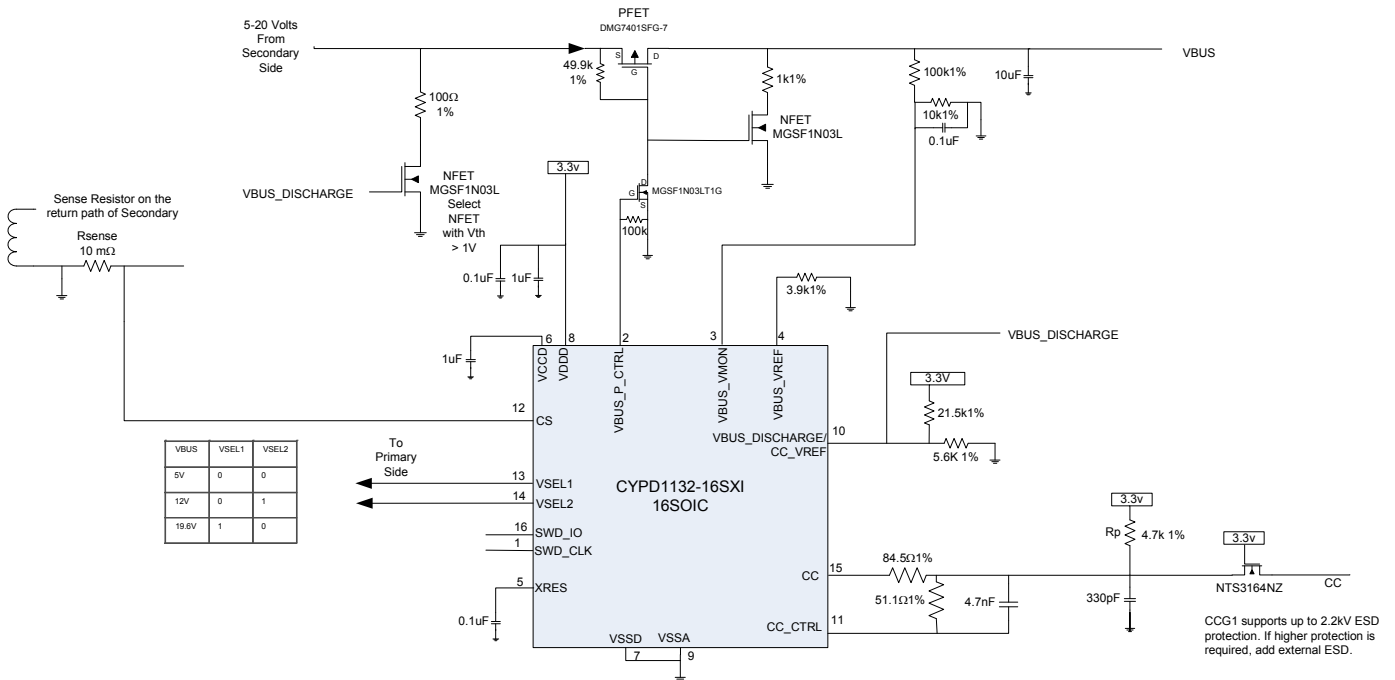 PFET
DMG7401SFG-7
5-20 Volts
From
Secondary
Side
S
D
G
VBUS
49.9k
1%
1k1%
100k1%
10uF
100Ω
1%
10k1%
0.1uF
NFET
MGSF1N03L
3.3v
NFET
MGSF1N03L
Select
NFET
with Vth
> 1V
VBUS_DISCHARGE
D
G
S
MGSF1N03LT1G
100k
Sense Resistor on the
return path of Secondary
Rsense
10 mΩ
0.1uF
1uF
3.9k1%
1uF
6
8
2
3
4
VCCD
VDDD
VBUS_P_CTRL
VBUS_VMON
VBUS_VREF
VBUS_DISCHARGE
3.3V
21.5k1%
5.6K 1%
12
CS
VBUS_DISCHARGE/
CC_VREF
10
VBUS VSEL1 VSEL2
5V 0 0
12V 0 1
19.6V 1 0
To
Primary
Side
13
VSEL1
14
VSEL2
CYPD1132-16SXI
16SOIC
16
SWD_IO
1
SWD_CLK
5
XRES
0.1uF
3.3v
Rp
4.7k 1%
3.3v
CC
15
84.5Ω1%
51.1Ω1%
4.7nF
330pF
NTS3164NZ
CC
CC_CTRL
11
VSSD
VSSA
7
9
CCG1 supports up to 2.2kV ESD
protection. If higher protection is
required, add external ESD.